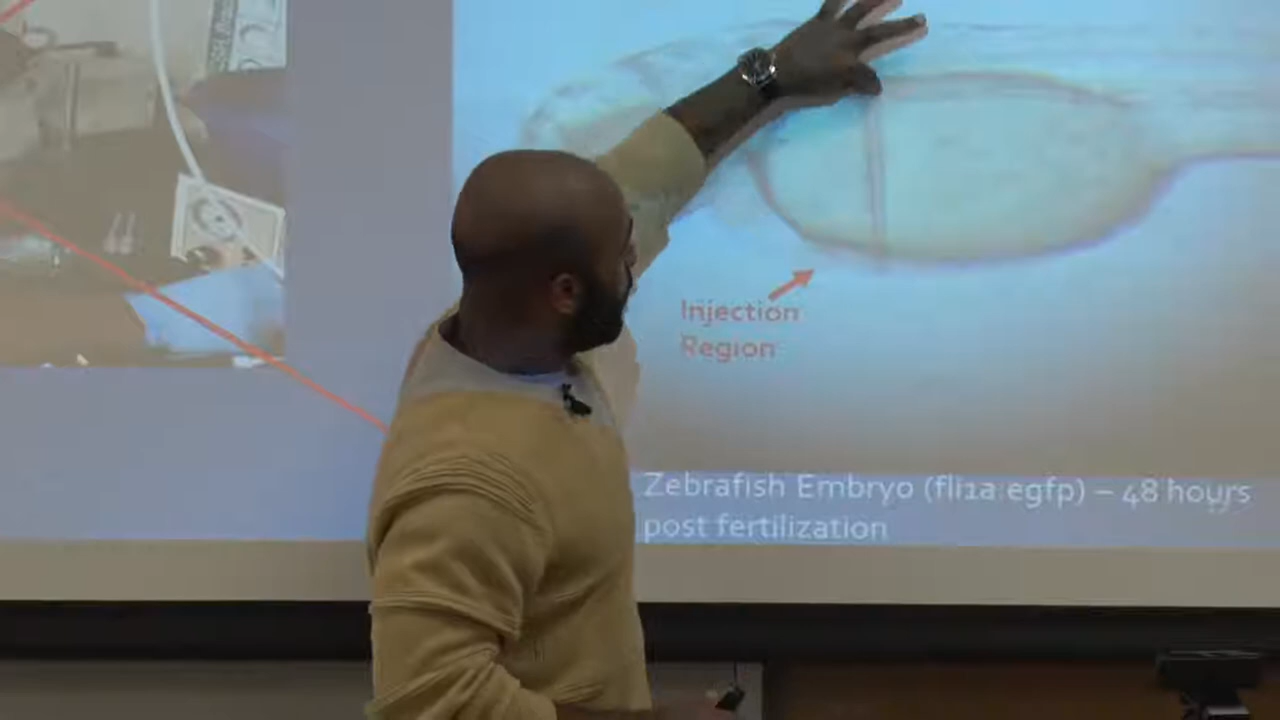 Injection
Region
Zebrafish Embryo (fli1a:egfp) – 48 hours
post fertilization